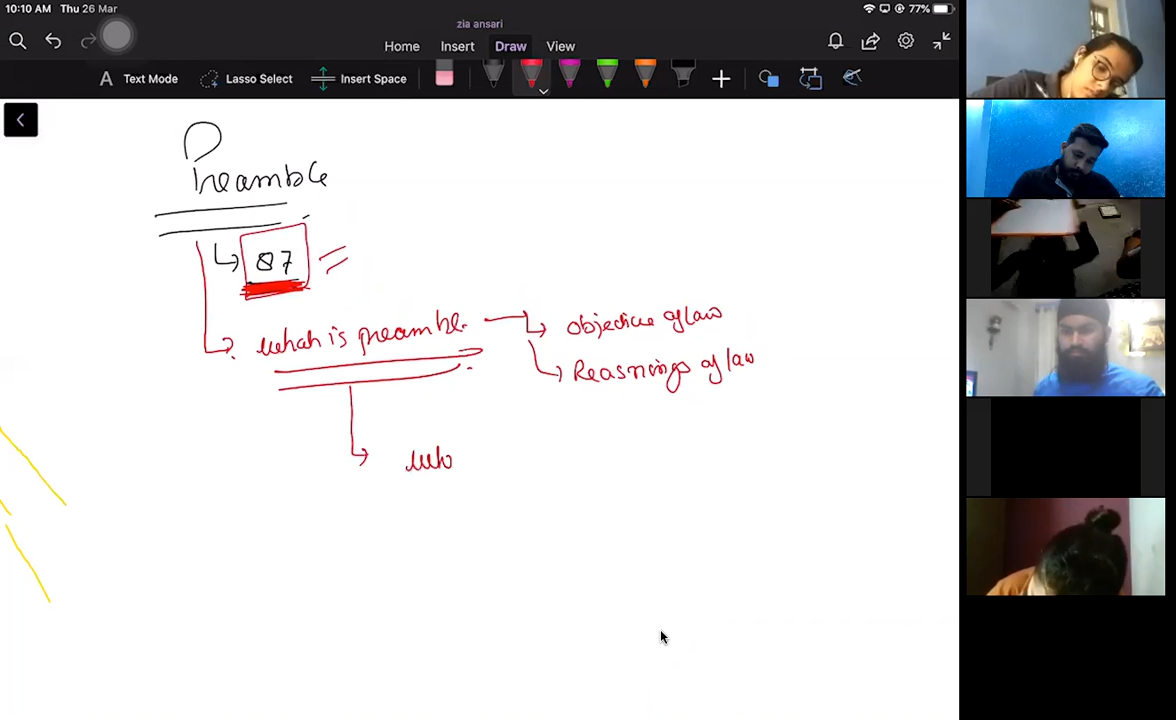 10:10 AM Thu 26 Mar
77%
zia ansari
Home Insert Draw View
Text Mode
Lasso Select
Insert Space
Preamble
87
what is preamble.
objective of law
Reasonings of law
who